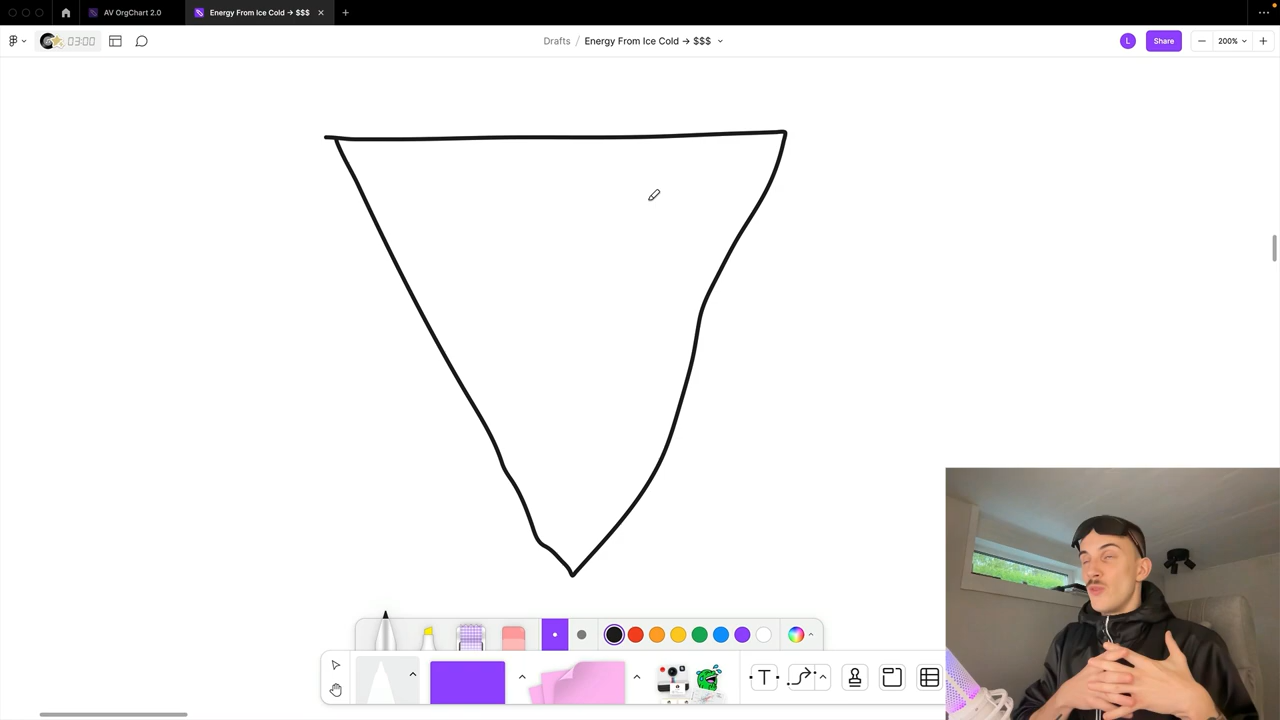 AV OrgChart 2.0
Energy From Ice Cold → $$$
03:00
Drafts / Energy From Ice Cold → $$$
L
Share
200%
T